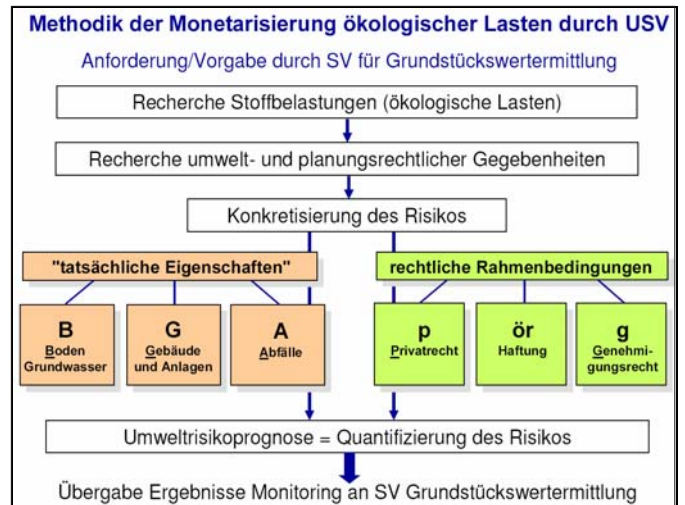 Methodik der Monetarisierung ökologischer Lasten durch USV
Anforderung/Vorgabe durch SV für Grundstückswertermittlung
Recherche Stoffbelastungen (ökologische Lasten)
Recherche umwelt- und planungsrechtlicher Gegebenheiten
Konkretisierung des Risikos
"tatsächliche Eigenschaften"
rechtliche Rahmenbedingungen
B
Boden
Grundwasser
G
Gebäude
und Anlagen
A
Abfälle
p
Privatrecht
ör
Haftung
g
Genehmi-
gungsrecht
Umweltrisikoprognose = Quantifizierung des Risikos
Übergabe Ergebnisse Monitoring an SV Grundstückswertermittlung